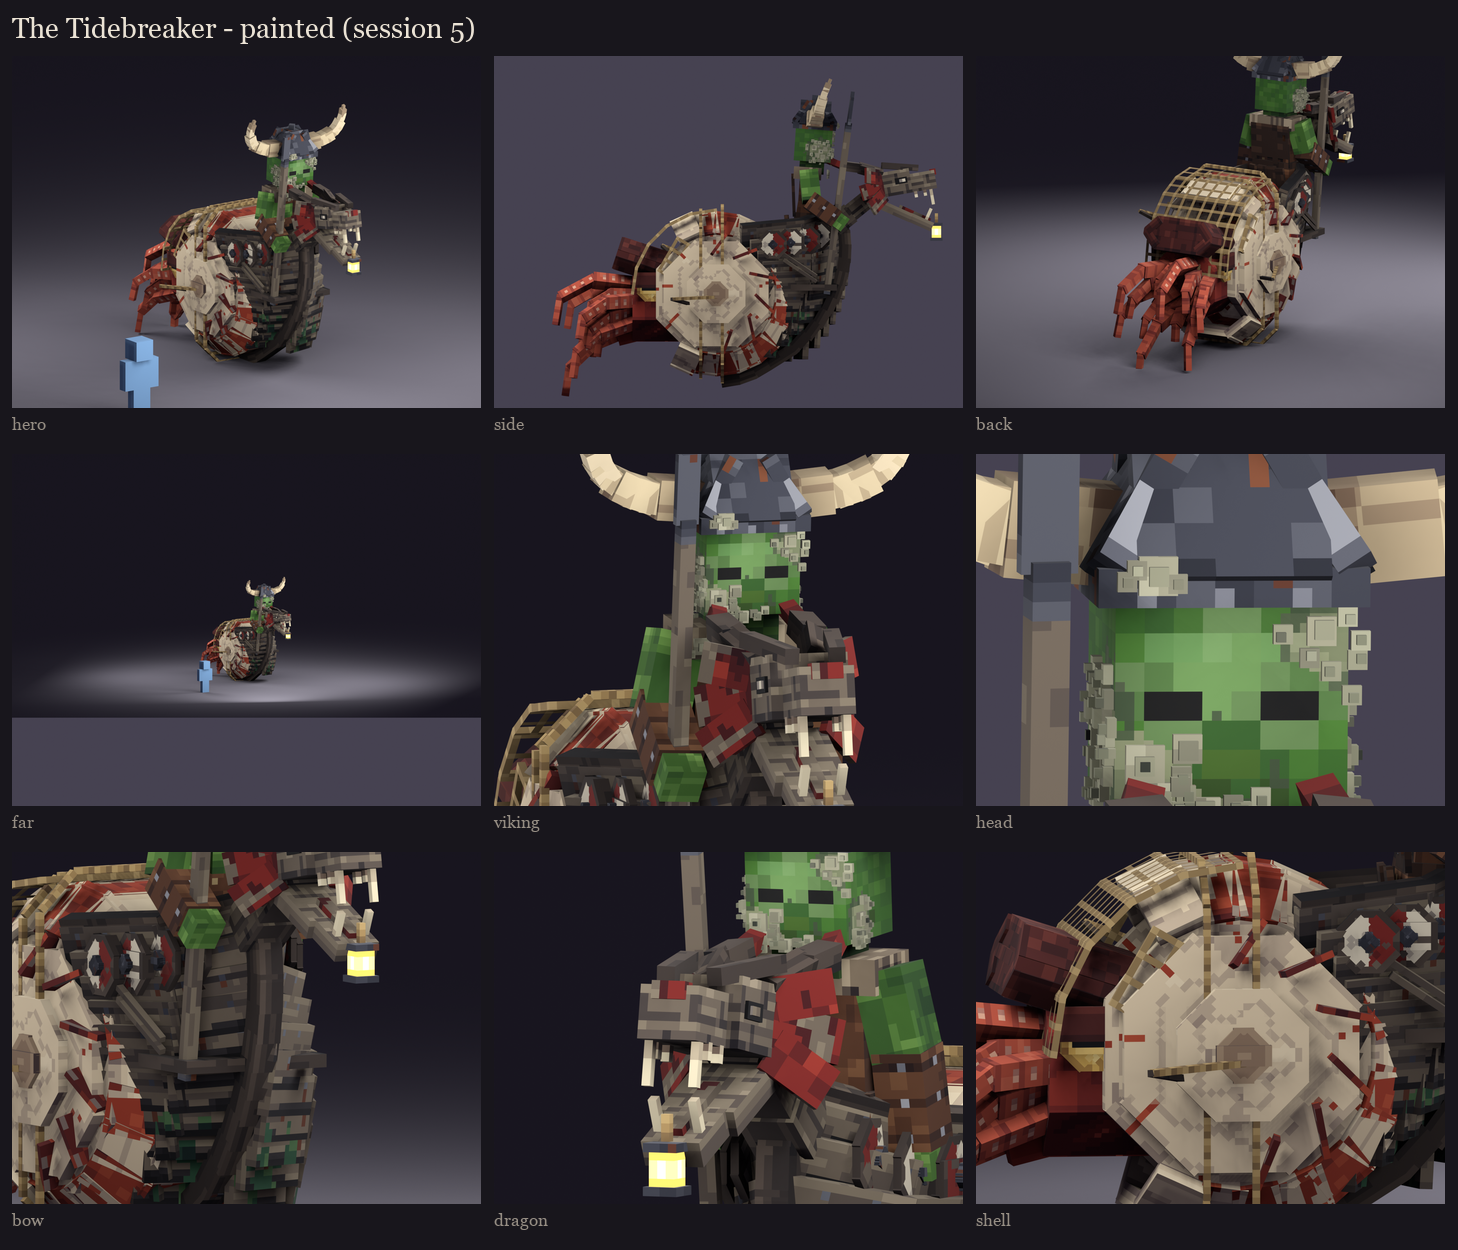 The Tidebreaker - painted (session 5)
hero
side
back
far
viking
head
bow
dragon
shell